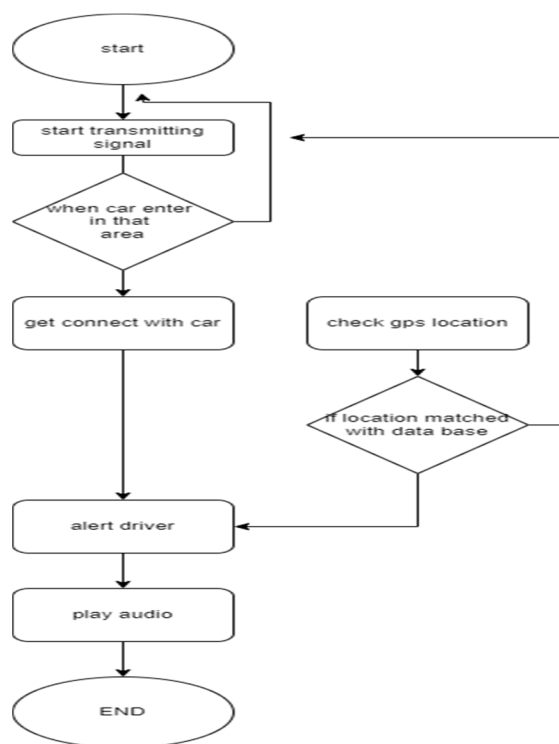 start
start transmitting
signal
when car enter
in that
area
get connect with car
check gps location
if location matched
with data base
alert driver
play audio
END